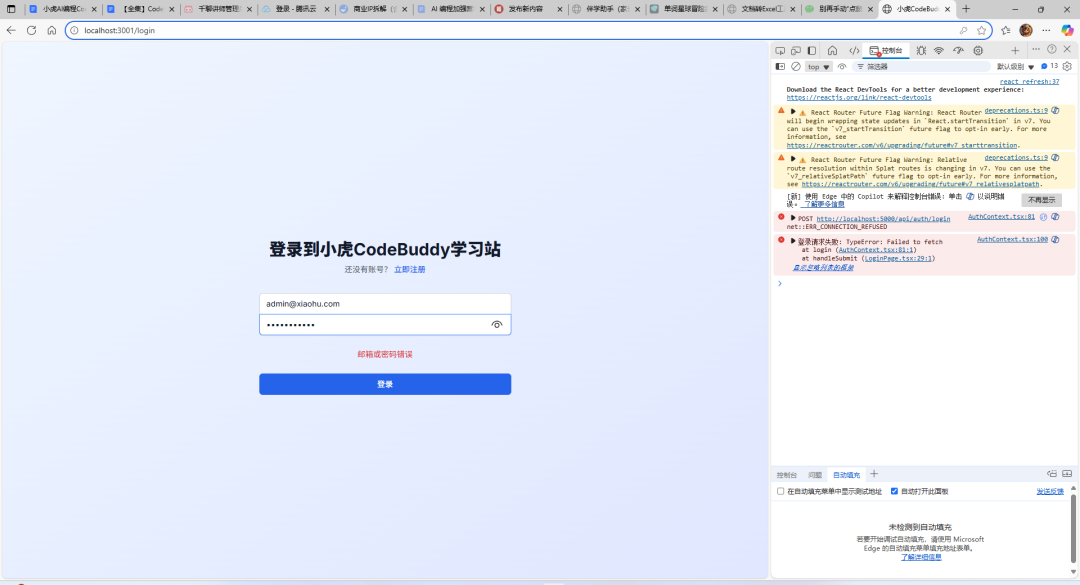 小虎AI编程Co
【全集】Code
千聊讲师管理
登录 - 腾讯云
商业IP拆解
AI 编程加强
发布新内容
伴学助手
单词星球冒险
文档转Excel工
别再手动"点
小虎CodeBud
localhost:3001/login
控制台
top
筛选器
默认级别
13
react refresh:37
Download the React DevTools for a better development experience:
https://reactjs.org/link/react-devtools
React Router Future Flag Warning: React Router deprecations.ts:9
will begin wrapping state updates in `React.startTransition` in v7. You
can use the `v7_startTransition` future flag to opt-in early. For more
information, see
https://reactrouter.com/v6/upgrading/future#v7_starttransition.
React Router Future Flag Warning: Relative deprecations.ts:9
route resolution within Splat routes is changing in v7. You can use the
`v7_relativeSplatPath` future flag to opt-in early. For more information,
see https://reactrouter.com/v6/upgrading/future#v7_relativesplatpath.
[新] 使用 Edge 中的 Copilot 来解释控制台错误: 单击 以说明错
误。 了解更多信息
不再显示
POST http://localhost:5000/api/auth/login AuthContext.tsx:81
net::ERR_CONNECTION_REFUSED
登录请求失败: TypeError: Failed to fetch AuthContext.tsx:100
at login (AuthContext.tsx:81:1)
at handleSubmit (LoginPage.tsx:29:1)
显示忽略列表的框架
登录到小虎CodeBuddy学习站
还没有账号? 立即注册
admin@xiaohu.com
•••••••••••
邮箱或密码错误
登录
控制台 问题 自动填充
在自动填充菜单中显示测试地址 自动打开此面板 发送反馈
未检测到自动填充
若要开始调试自动填充，请使用 Microsoft
Edge 的自动填充菜单填充地址表单。
了解详细信息